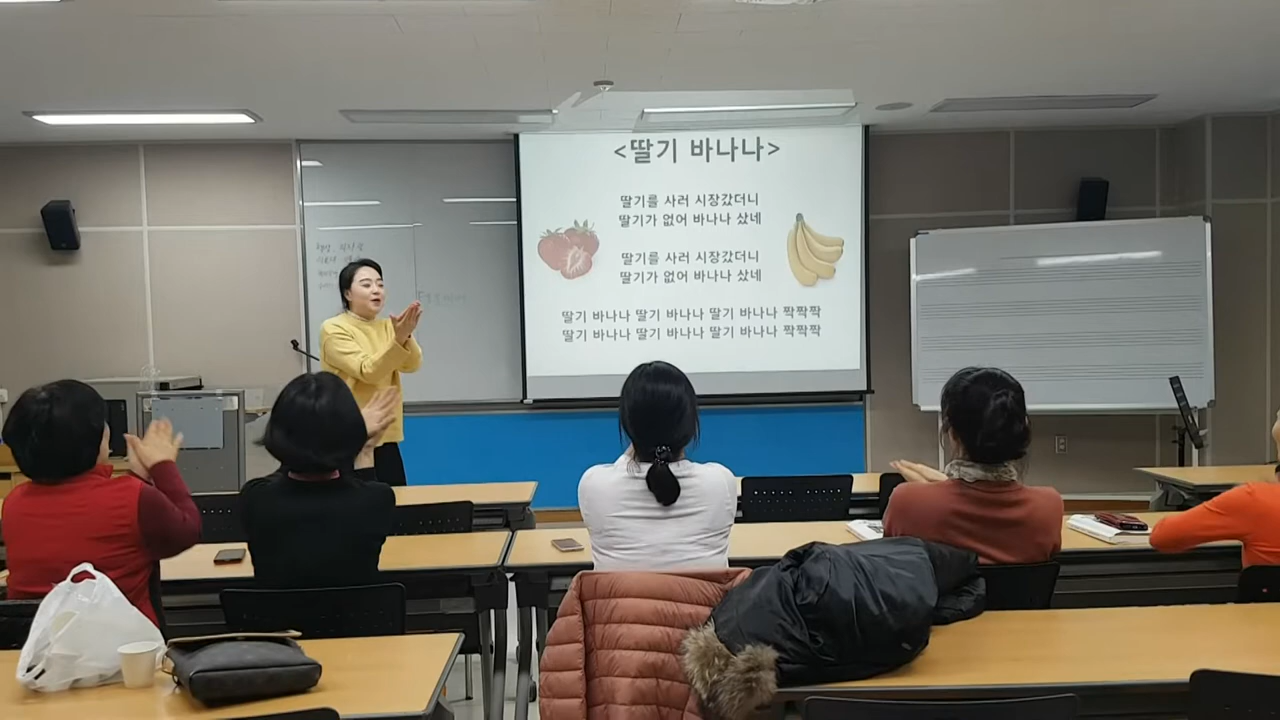 <딸기 바나나>
딸기를 사러 시장갔더니
딸기가 없어 바나나 샀네
딸기를 사러 시장갔더니
딸기가 없어 바나나 샀네
딸기 바나나 딸기 바나나 딸기 바나나 짝짝짝
딸기 바나나 딸기 바나나 딸기 바나나 짝짝짝